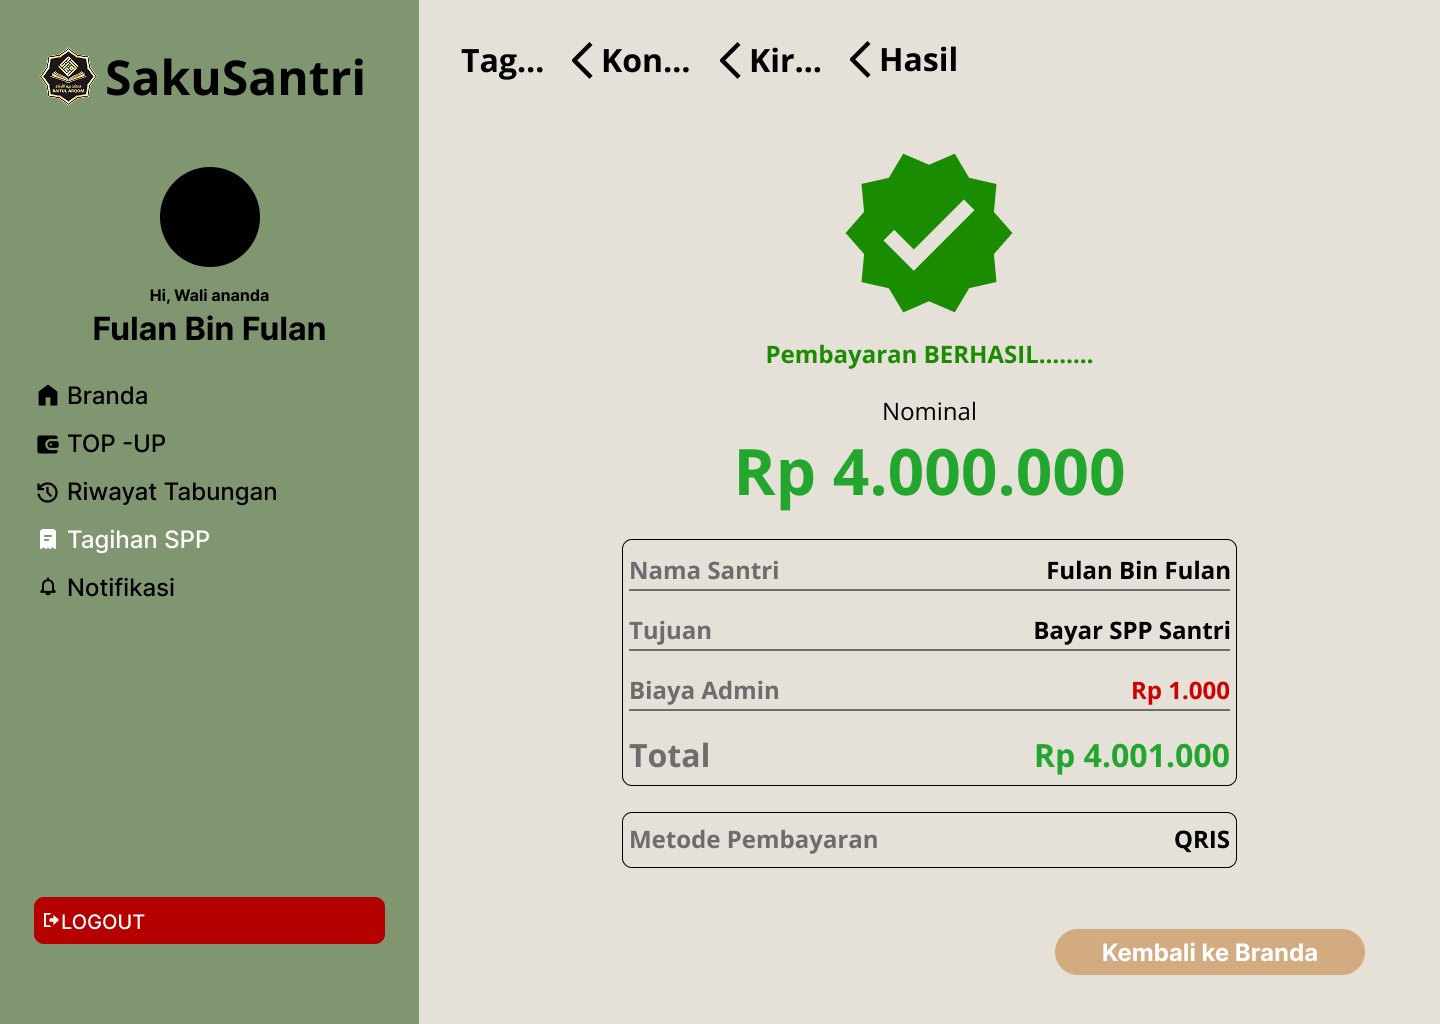 SakuSantri
Hi, Wali ananda
Fulan Bin Fulan
Branda
TOP -UP
Riwayat Tabungan
Tagihan SPP
Notifikasi
LOGOUT
Tag... Kon... Kir... Hasil
Pembayaran BERHASIL........
Nominal
Rp 4.000.000
Nama Santri Fulan Bin Fulan
Tujuan Bayar SPP Santri
Biaya Admin Rp 1.000
Total Rp 4.001.000
Metode Pembayaran QRIS
Kembali ke Branda